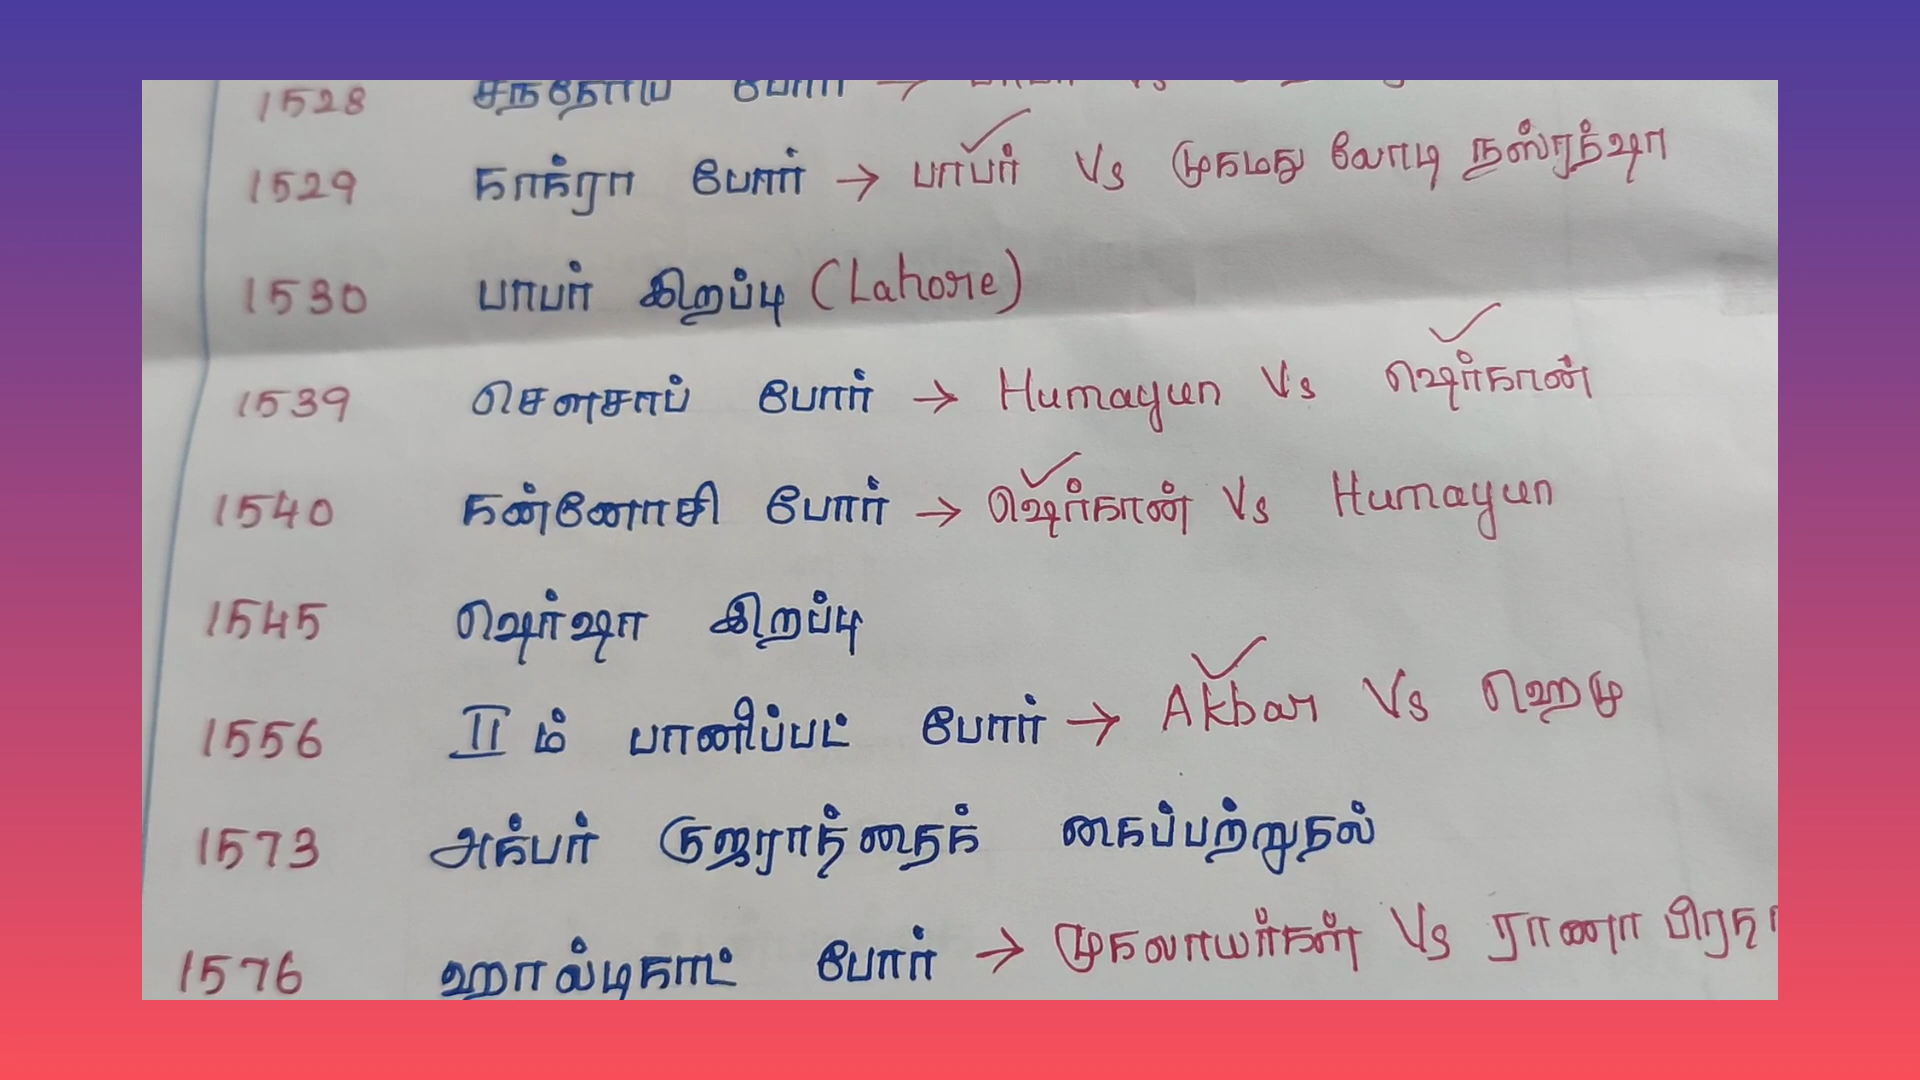 1528 சந்தேரி போர் →
1529 காக்ரா போர் → பாபர் Vs முகமது லோடி நஸ்ரத்ஷா
1530 பாபர் இறப்பு (Lahore)
1539 சௌசாப் போர் → Humayun Vs ஷெர்கான்
1540 கன்னோசி போர் → ஷெர்கான் Vs Humayun
1545 ஷெர்ஷா இறப்பு
1556 II ம் பானிப்பட் போர் → Akbar Vs ஹெமு
1573 அக்பர் குஜராத்தைக் கைப்பற்றுதல்
1576 ஹால்டிகாட் போர் → முகலாயர்கள் Vs ராணா பிரதா